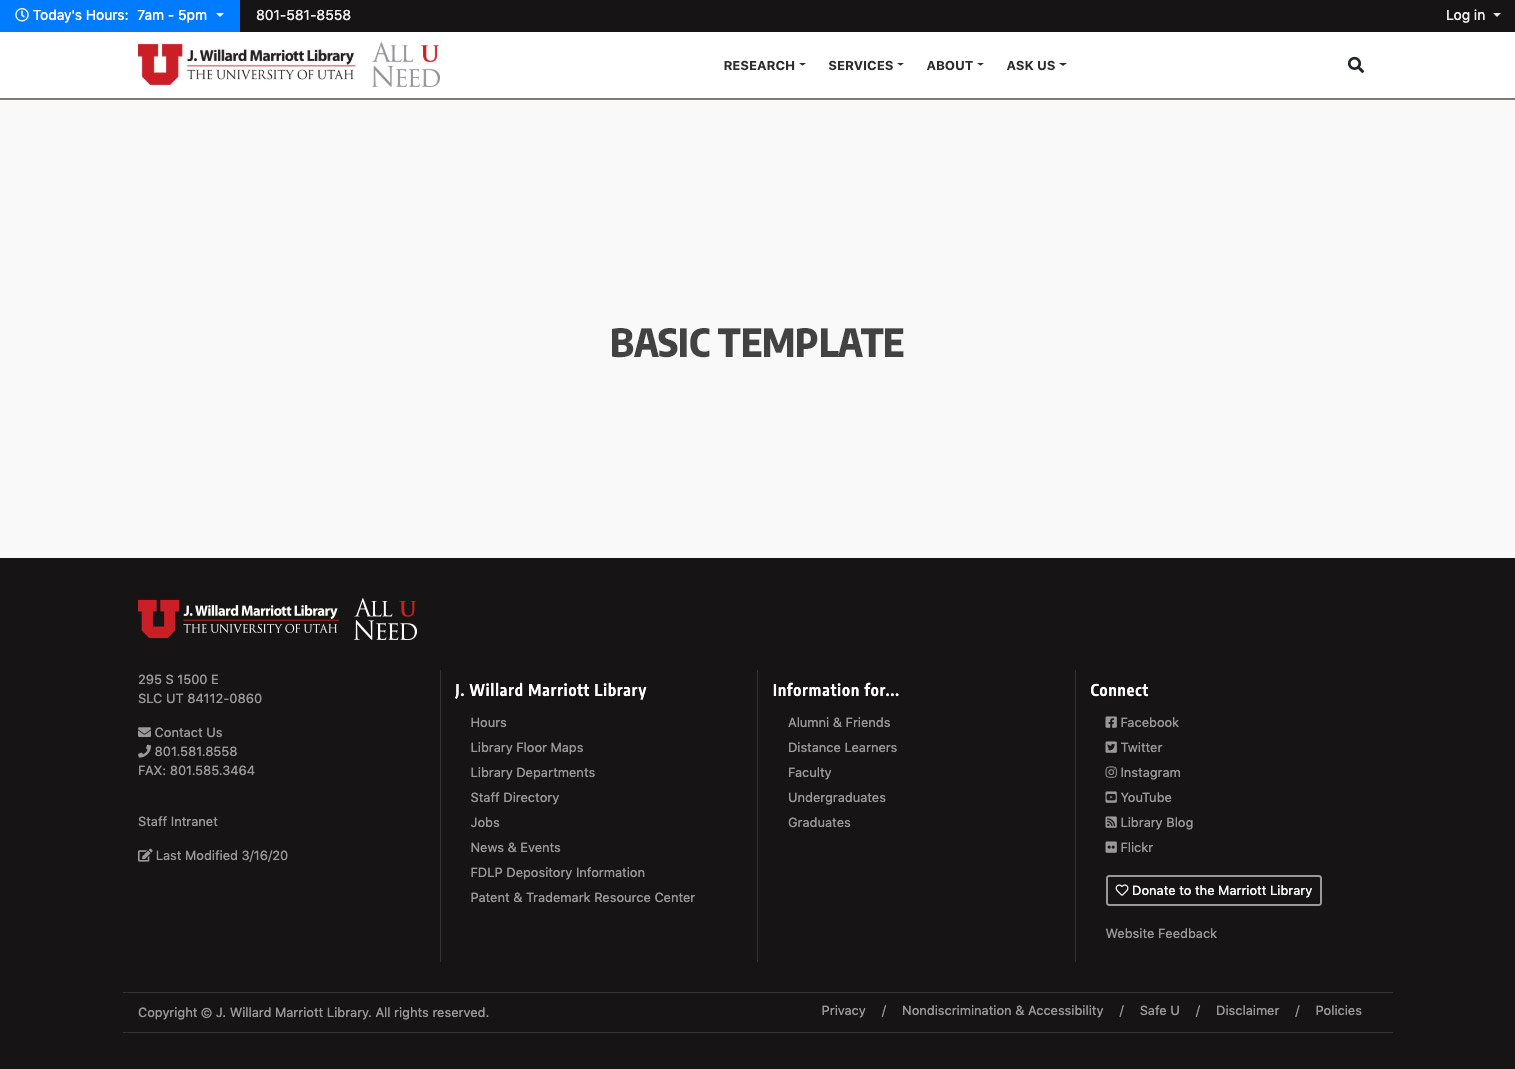 Today's Hours: 7am - 5pm 801-581-8558 Log in
J. Willard Marriott Library
THE UNIVERSITY OF UTAH
ALL U
NEED
RESEARCH SERVICES ABOUT ASK US
BASIC TEMPLATE
J. Willard Marriott Library
THE UNIVERSITY OF UTAH
ALL U
NEED
295 S 1500 E
SLC UT 84112-0860
Contact Us
801.581.8558
FAX: 801.585.3464
Staff Intranet
Last Modified 3/16/20
J. Willard Marriott Library
Hours
Library Floor Maps
Library Departments
Staff Directory
Jobs
News & Events
FDLP Depository Information
Patent & Trademark Resource Center
Information for...
Alumni & Friends
Distance Learners
Faculty
Undergraduates
Graduates
Connect
Facebook
Twitter
Instagram
YouTube
Library Blog
Flickr
Donate to the Marriott Library
Website Feedback
Copyright © J. Willard Marriott Library. All rights reserved.
Privacy / Nondiscrimination & Accessibility / Safe U / Disclaimer / Policies